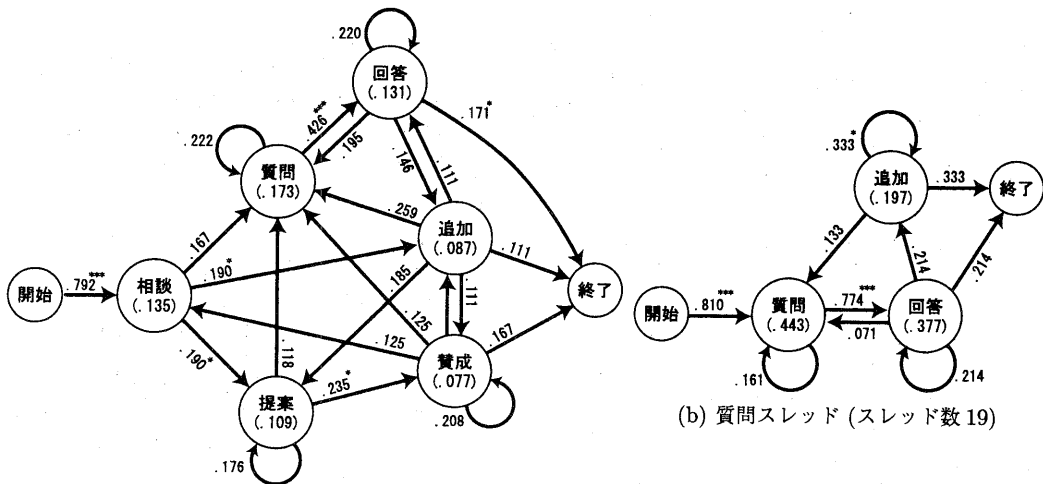 .220
回答
(.131)
.426***
.195
.171*
.222
質問
(.173)
.146
.111
.333*
追加
(.197)
.333
終了
.259
追加
(.087)
.133
.167
.190*
.185
.111
.214
.214
開始
.792***
相談
(.135)
.111
終了
開始
.810***
質問
(.443)
.774***
.071
回答
(.377)
.125
.125
.167
.190*
.118
.235*
賛成
(.077)
.161
.214
提案
(.109)
.208
.176
(b) 質問スレッド (スレッド数 19)